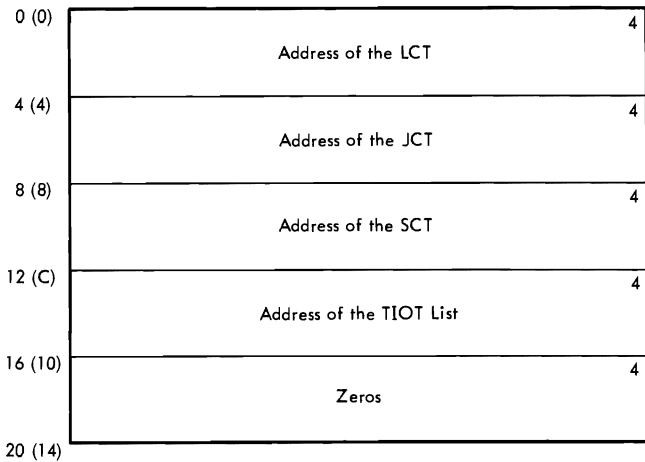 0 (0)
4
Address of the LCT
4 (4)
4
Address of the JCT
8 (8)
4
Address of the SCT
12 (C)
4
Address of the TIOT List
16 (10)
4
Zeros
20 (14)